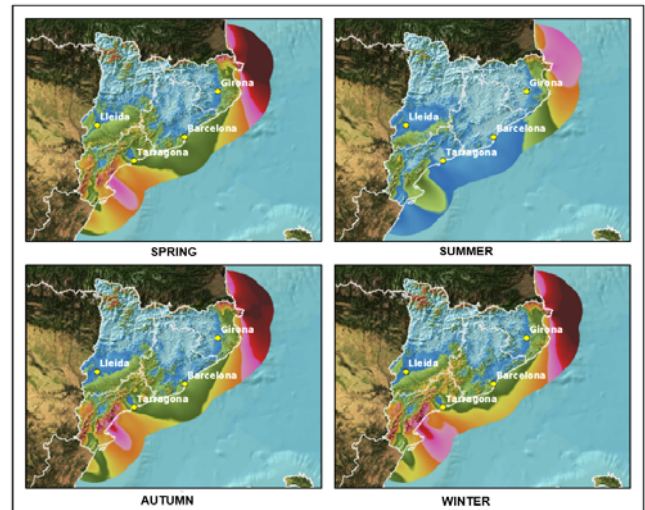 Girona
Lleida
Barcelona
Tarragona
SPRING
Girona
Lleida
Barcelona
Tarragona
SUMMER
Girona
Lleida
Barcelona
Tarragona
AUTUMN
Girona
Lleida
Barcelona
Tarragona
WINTER